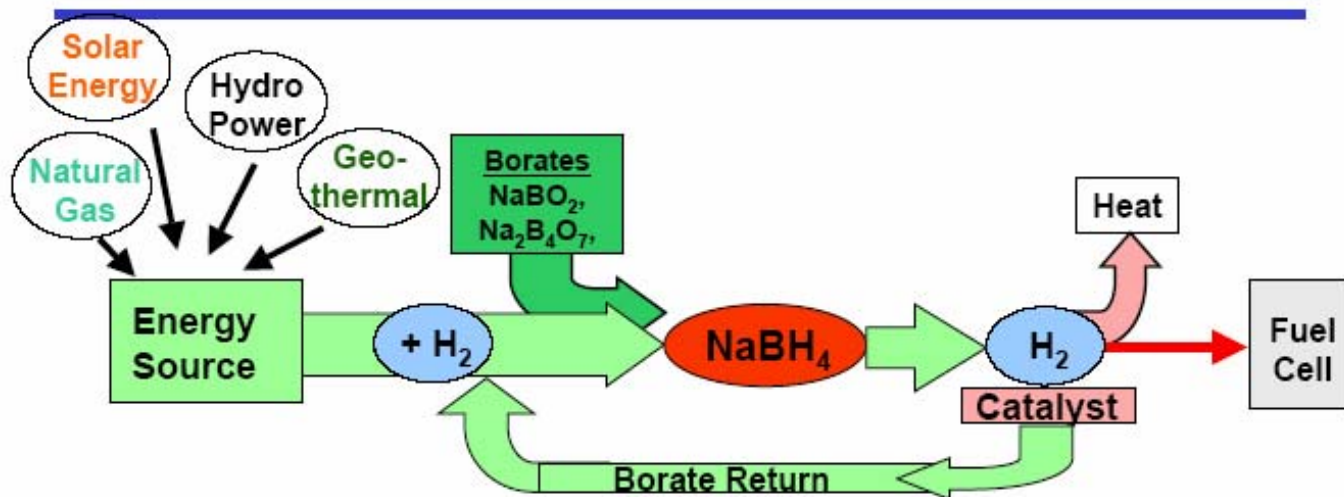 Solar
Energy
Hydro
Power
Natural
Gas
Geo-
thermal
Borates
NaBO₂,
Na₂B₄O₇,
Heat
Energy
Source
+ H₂
NaBH₄
H₂
Catalyst
Fuel
Cell
Borate Return